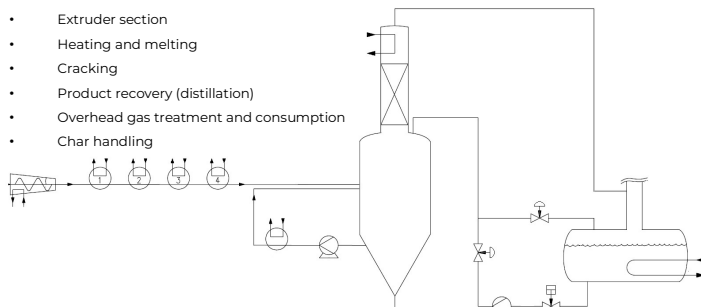 • Extruder section
• Heating and melting
• Cracking
• Product recovery (distillation)
• Overhead gas treatment and consumption
• Char handling
1 2 3 4